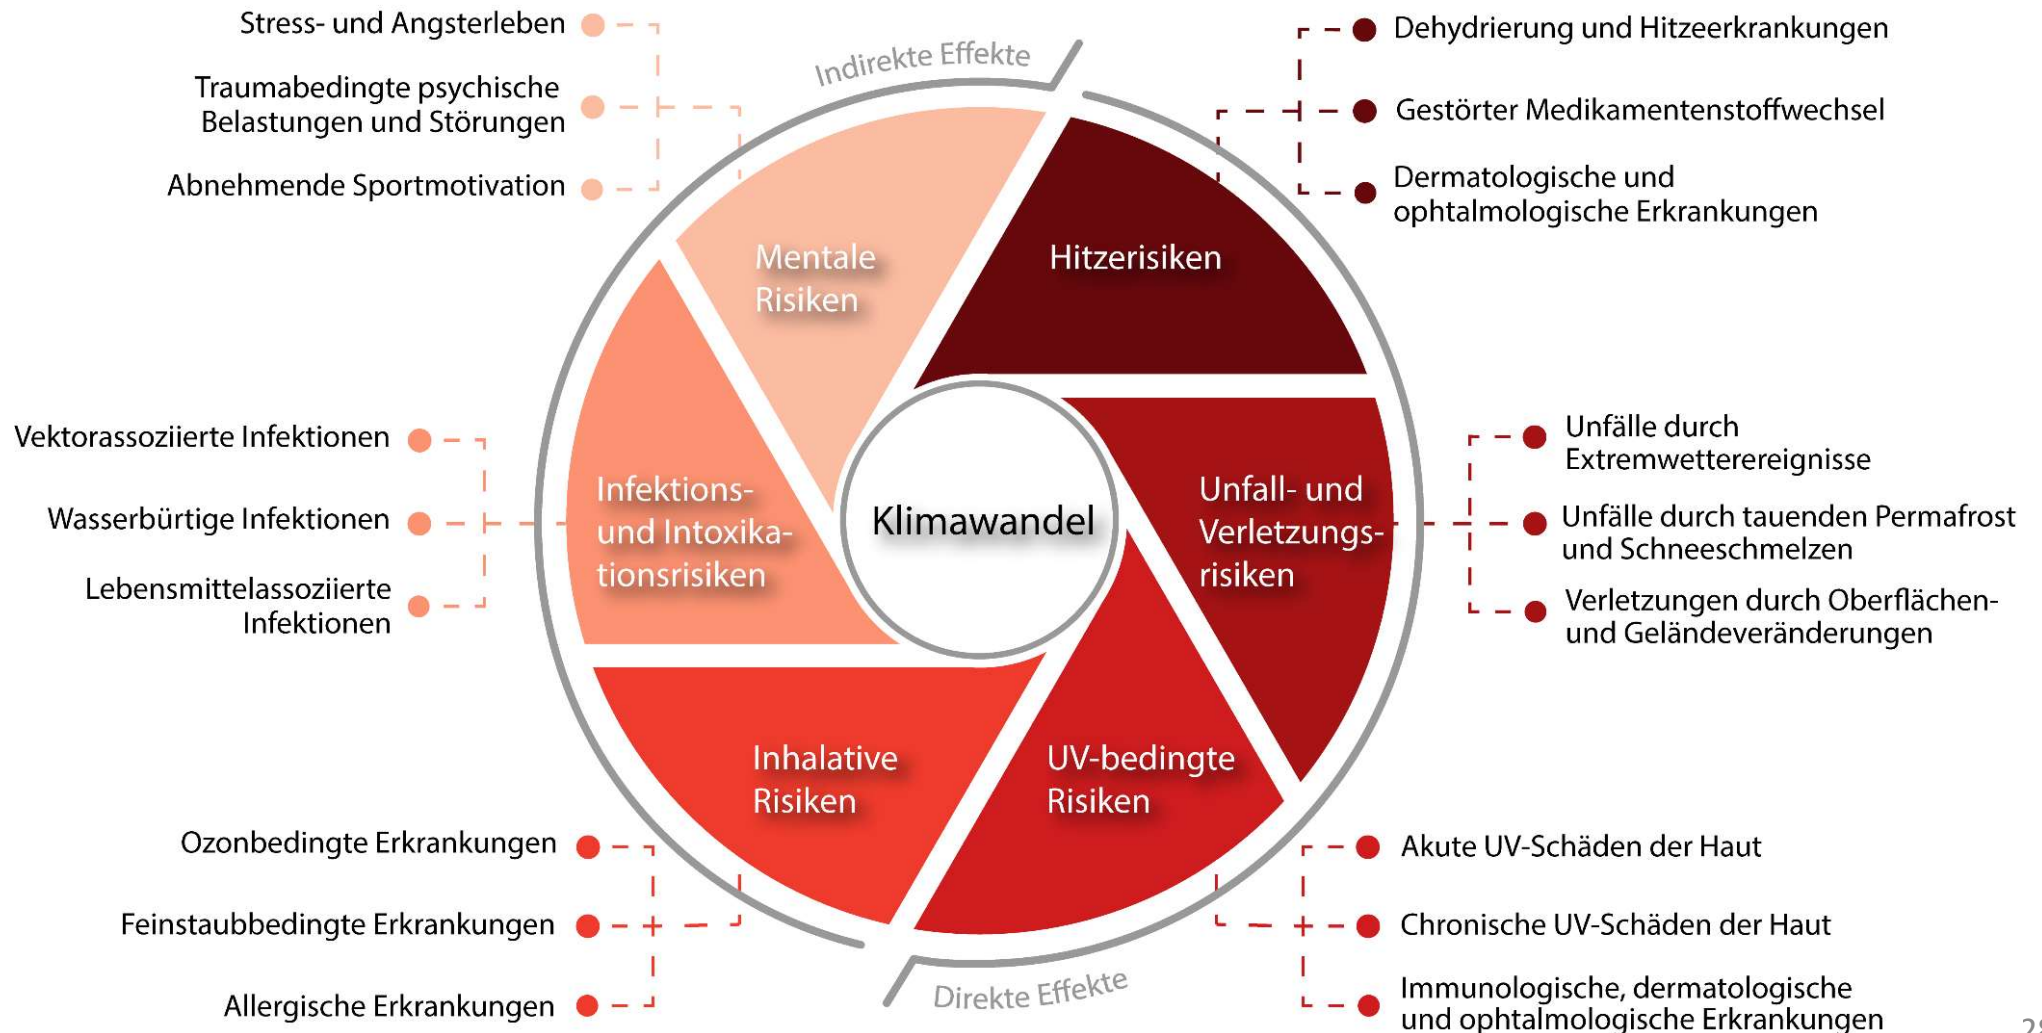 Stress- und Angsterleben
Traumabedingte psychische
Belastungen und Störungen
Abnehmende Sportmotivation
Indirekte Effekte
Dehydrierung und Hitzeerkrankungen
Gestörter Medikamentenstoffwechsel
Dermatologische und
ophtalmologische Erkrankungen
Mentale
Risiken
Hitzerisiken
Vektorassoziierte Infektionen
Wasserbürtige Infektionen
Lebensmittelassoziierte
Infektionen
Infektions-
und Intoxika-
tionsrisiken
Klimawandel
Unfall- und
Verletzungs-
risiken
Unfälle durch
Extremwetterereignisse
Unfälle durch tauenden Permafrost
und Schneeschmelzen
Verletzungen durch Oberflächen-
und Geländeveränderungen
Inhalative
Risiken
UV-bedingte
Risiken
Ozonbedingte Erkrankungen
Feinstaubbedingte Erkrankungen
Allergische Erkrankungen
Direkte Effekte
Akute UV-Schäden der Haut
Chronische UV-Schäden der Haut
Immunologische, dermatologische
und ophtalmologische Erkrankungen